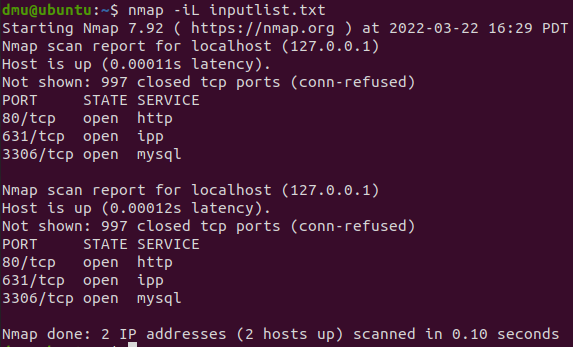 dmu@ubuntu:~$ nmap -iL inputlist.txt
Starting Nmap 7.92 ( https://nmap.org ) at 2022-03-22 16:29 PDT
Nmap scan report for localhost (127.0.0.1)
Host is up (0.00011s latency).
Not shown: 997 closed tcp ports (conn-refused)
PORT     STATE SERVICE
80/tcp   open  http
631/tcp  open  ipp
3306/tcp open  mysql

Nmap scan report for localhost (127.0.0.1)
Host is up (0.00012s latency).
Not shown: 997 closed tcp ports (conn-refused)
PORT     STATE SERVICE
80/tcp   open  http
631/tcp  open  ipp
3306/tcp open  mysql

Nmap done: 2 IP addresses (2 hosts up) scanned in 0.10 seconds